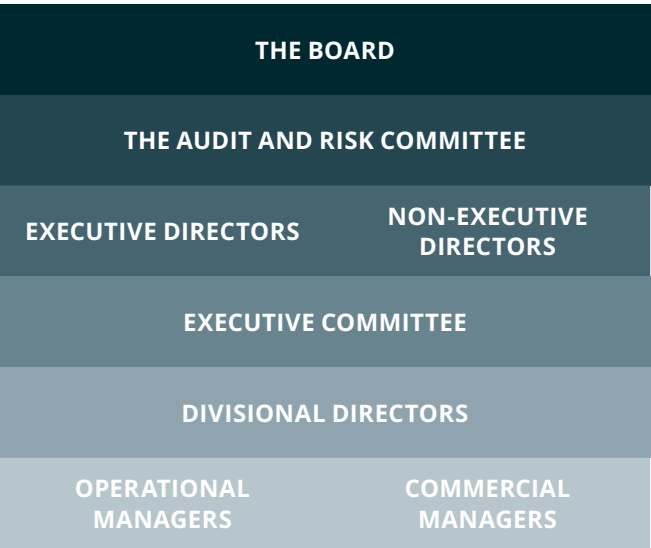 THE BOARD
THE AUDIT AND RISK COMMITTEE
EXECUTIVE DIRECTORS
NON-EXECUTIVE
DIRECTORS
EXECUTIVE COMMITTEE
DIVISIONAL DIRECTORS
OPERATIONAL
MANAGERS
COMMERCIAL
MANAGERS